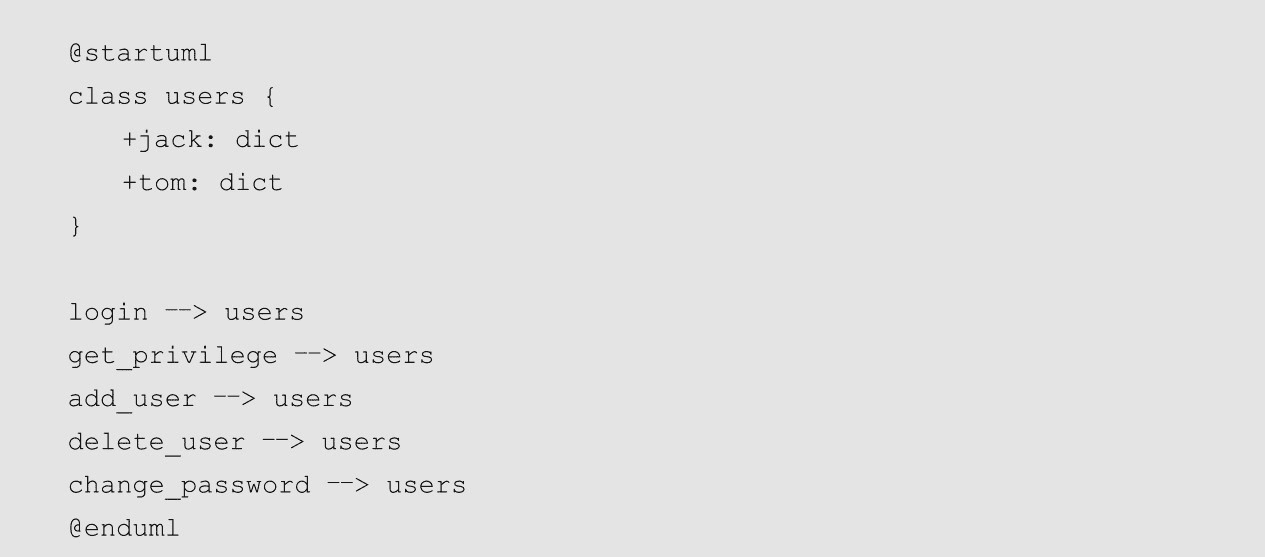 @startuml
class users {
+jack: dict
+tom: dict
}
login --> users
get_privilege --> users
add_user --> users
delete_user --> users
change_password --> users
@enduml